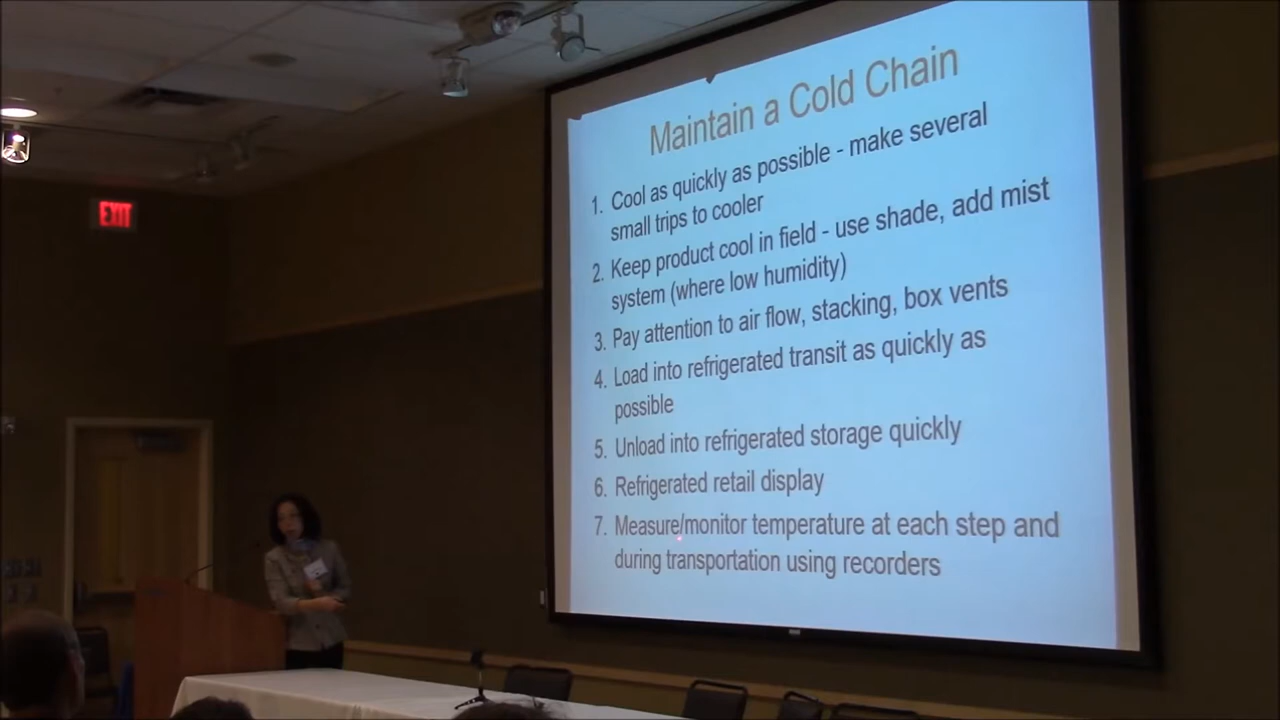 EXIT
Maintain a Cold Chain
1. Cool as quickly as possible - make several
small trips to cooler
2. Keep product cool in field - use shade, add mist
system (where low humidity)
3. Pay attention to air flow, stacking, box vents
4. Load into refrigerated transit as quickly as
possible
5. Unload into refrigerated storage quickly
6. Refrigerated retail display
7. Measure/monitor temperature at each step and
during transportation using recorders